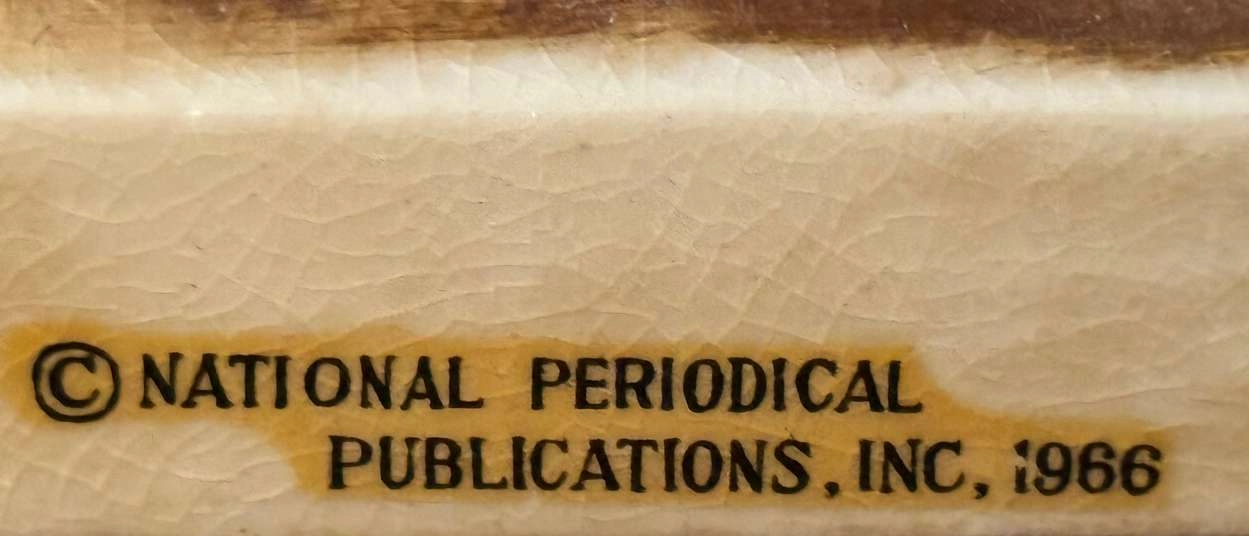 © NATIONAL PERIODICAL
PUBLICATIONS, INC, 1966